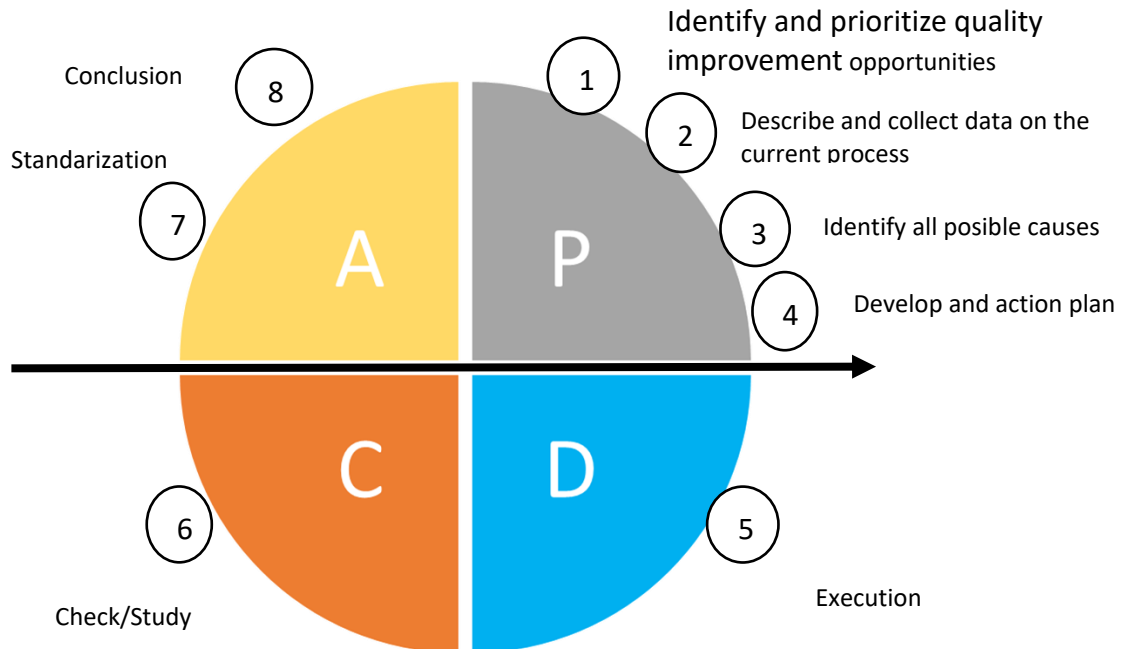 Identify and prioritize quality
improvement opportunities
1
Conclusion
8
2
Describe and collect data on the
current process
Standarization
7
3
Identify all posible causes
A
P
4
Develop and action plan
C
D
6
5
Execution
Check/Study